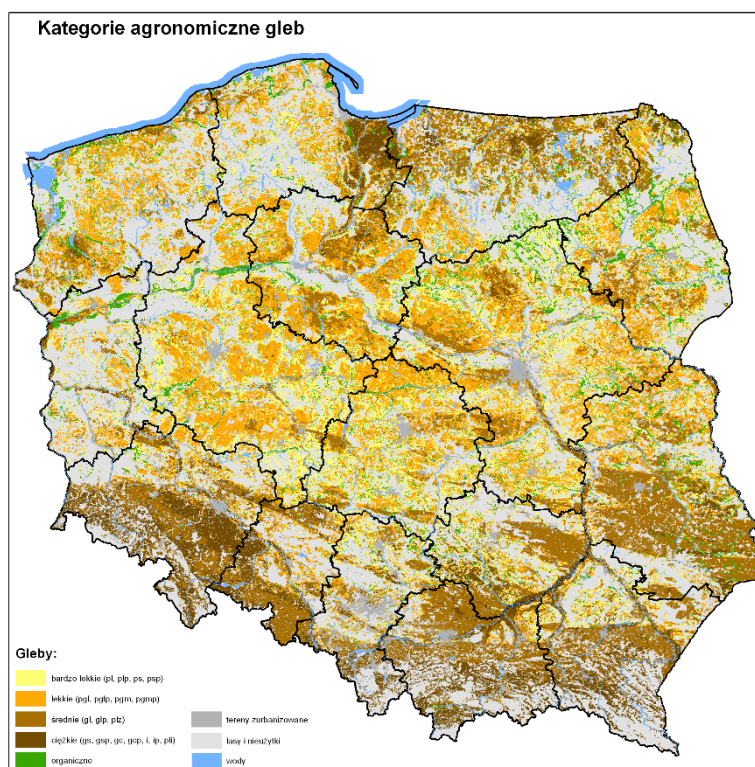 Kategorie agronomiczne gleb
Gleby:
bardzo lekkie (pl, plp, ps, psp)
lekkie (pgl, pglp, pgm, pgmp)
średnie (gl, glp, plz)
ciężkie (gs, gsp, gc, gcp, i, ip, pli)
organiczne
tereny zurbanizowane
lasy i nieużytki
wody